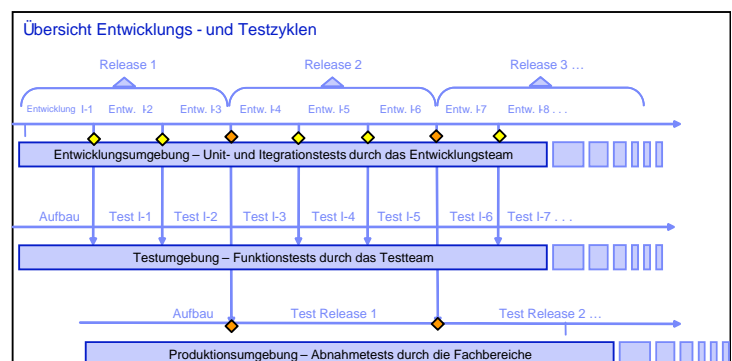 Übersicht Entwicklungs - und Testzyklen
Release 1 Release 2 Release 3 ...
Entwicklung I-1 Entw. I-2 Entw. I-3 Entw. I-4 Entw. I-5 Entw. I-6 Entw. I-7 Entw. I-8 . . .
Entwicklungsumgebung – Unit- und Itegrationstests durch das Entwicklungsteam
Aufbau Test I-1 Test I-2 Test I-3 Test I-4 Test I-5 Test I-6 Test I-7 . . .
Testumgebung – Funktionstests durch das Testteam
Aufbau Test Release 1 Test Release 2 ...
Produktionsumgebung – Abnahmetests durch die Fachbereiche